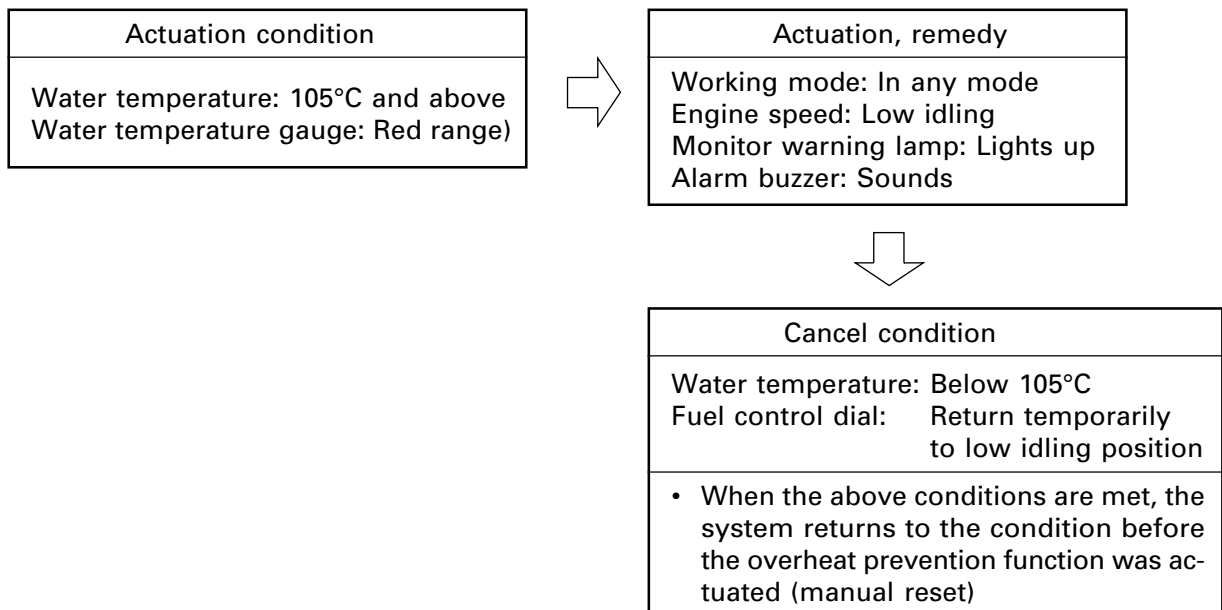 Actuation condition
Water temperature: 105°C and above
Water temperature gauge: Red range)
Actuation, remedy
Working mode: In any mode
Engine speed: Low idling
Monitor warning lamp: Lights up
Alarm buzzer: Sounds
Cancel condition
Water temperature: Below 105°C
Fuel control dial: Return temporarily
to low idling position
• When the above conditions are met, the
system returns to the condition before
the overheat prevention function was ac-
tuated (manual reset)